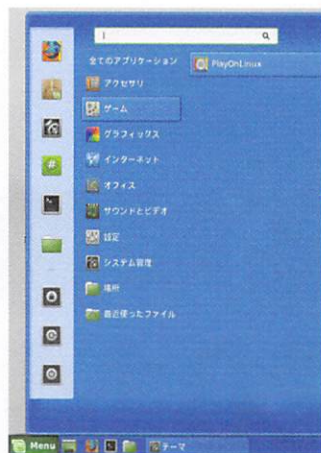 全てのアプリケーション
PlayOnLinux
アクセサリ
ゲーム
グラフィックス
インターネット
オフィス
サウンドとビデオ
設定
システム管理
場所
最近使ったファイル
Menu
テーマ